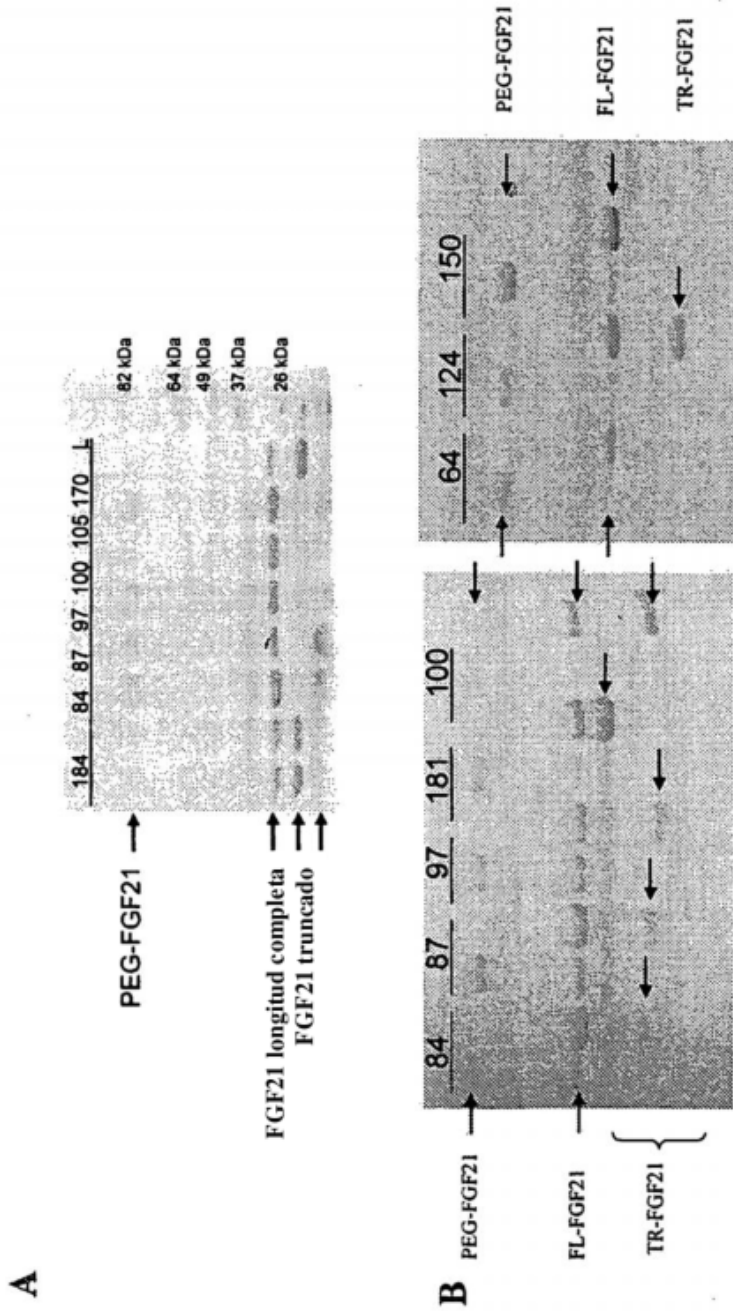 A
184 84 87 97 100 105 170 L
PEG-FGF21
82 kDa
64 kDa
49 kDa
37 kDa
26 kDa
FGF21 longitud completa
FGF21 truncado
B
84 87 97 181 100
64 124 150
PEG-FGF21
FL-FGF21
TR-FGF21
PEG-FGF21
FL-FGF21
TR-FGF21